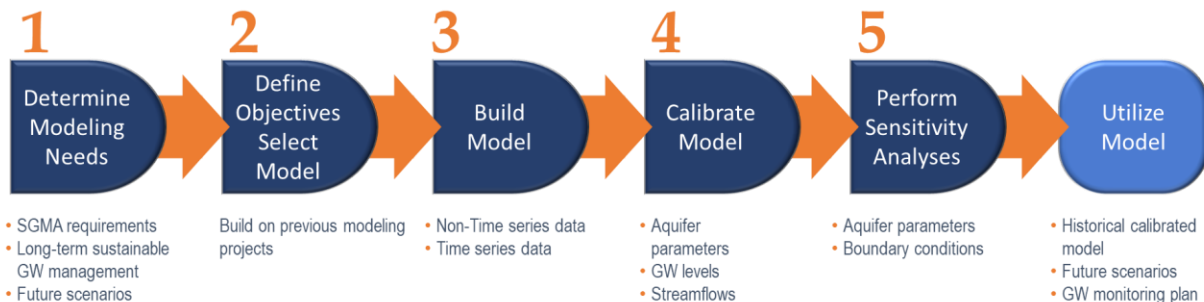 1
Determine
Modeling
Needs
• SGMA requirements
• Long-term sustainable
GW management
• Future scenarios
2
Define
Objectives
Select
Model
Build on previous modeling
projects
3
Build
Model
• Non-Time series data
• Time series data
4
Calibrate
Model
• Aquifer
parameters
• GW levels
• Streamflows
5
Perform
Sensitivity
Analyses
• Aquifer parameters
• Boundary conditions
Utilize
Model
• Historical calibrated
model
• Future scenarios
• GW monitoring plan